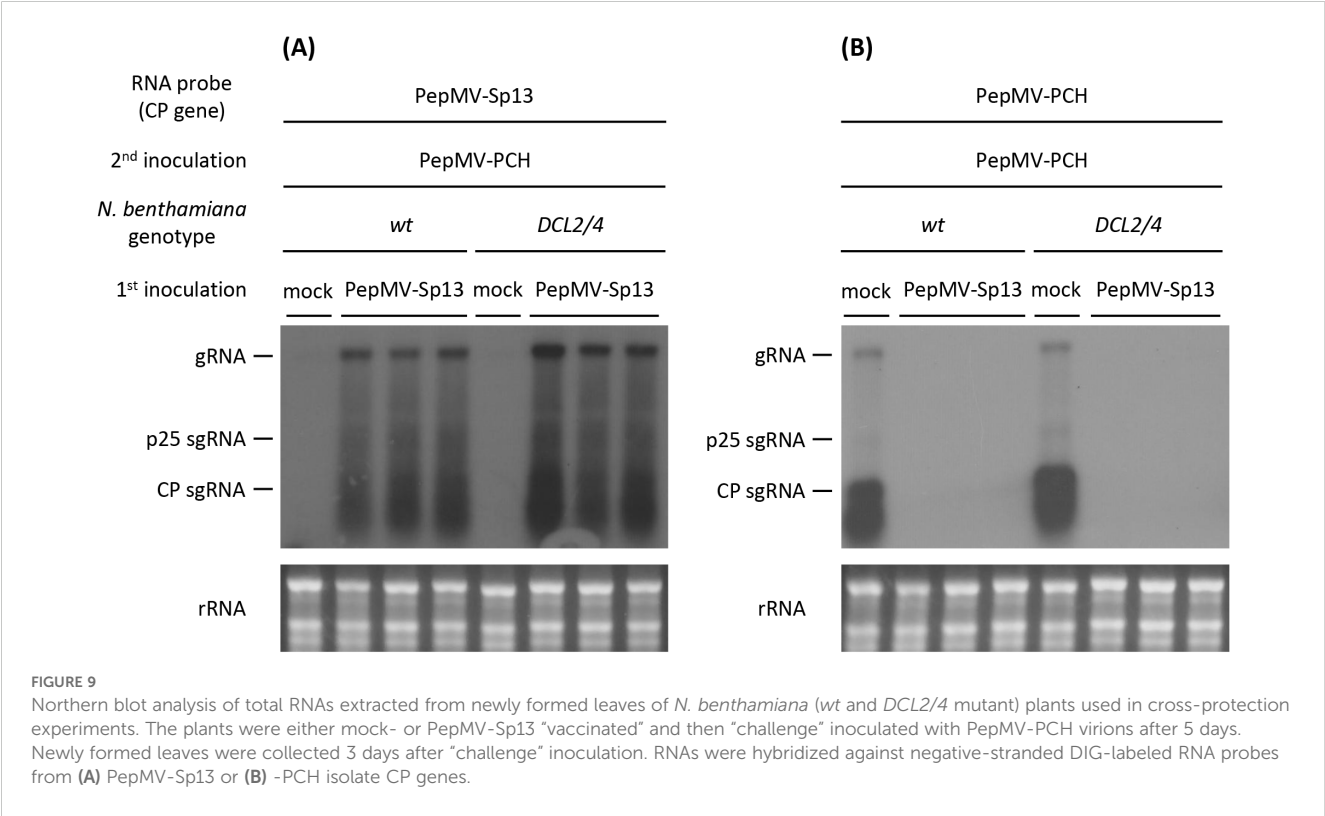 (A)
RNA probe
(CP gene)
PepMV-Sp13
2nd inoculation
PepMV-PCH
N. benthamiana
genotype
wt DCL2/4
1st inoculation
mock PepMV-Sp13 mock PepMV-Sp13
gRNA
p25 sgRNA
CP sgRNA
rRNA
(B)
PepMV-PCH
PepMV-PCH
wt DCL2/4
mock PepMV-Sp13 mock PepMV-Sp13
gRNA
p25 sgRNA
CP sgRNA
rRNA
FIGURE 9
Northern blot analysis of total RNAs extracted from newly formed leaves of N. benthamiana (wt and DCL2/4 mutant) plants used in cross-protection
experiments. The plants were either mock- or PepMV-Sp13 “vaccinated” and then “challenge” inoculated with PepMV-PCH virions after 5 days.
Newly formed leaves were collected 3 days after “challenge” inoculation. RNAs were hybridized against negative-stranded DIG-labeled RNA probes
from (A) PepMV-Sp13 or (B) -PCH isolate CP genes.